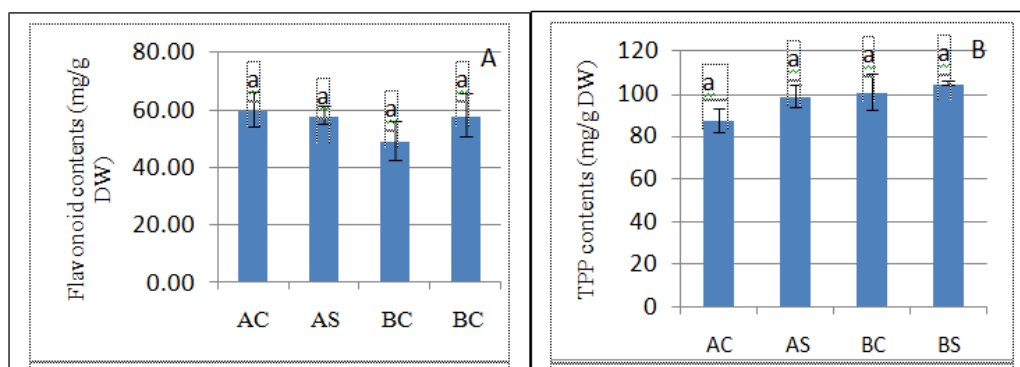 A
Flavonoid contents (mg/g
DW)
80.00
60.00
40.00
20.00
0.00
a
a
a
a
AC
AS
BC
BC
B
TPP contents (mg/g DW)
120
100
80
60
40
20
0
a
a
a
a
AC
AS
BC
BS